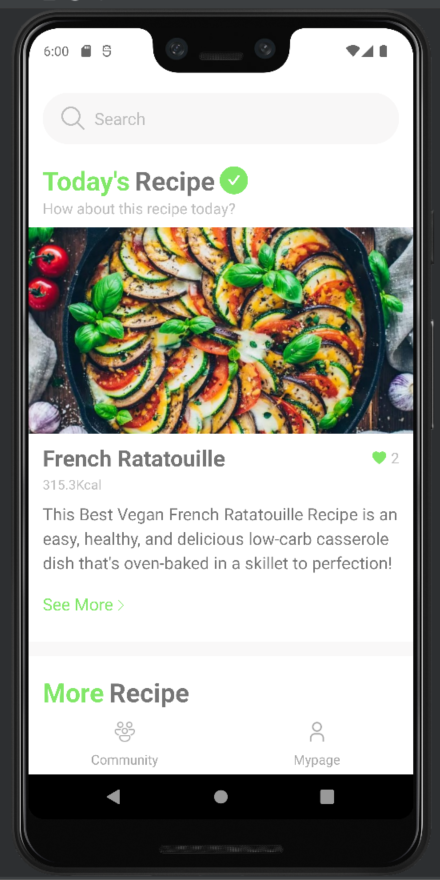 6:00
Search
Today's Recipe
How about this recipe today?
French Ratatouille
2
315.3Kcal
This Best Vegan French Ratatouille Recipe is an
easy, healthy, and delicious low-carb casserole
dish that's oven-baked in a skillet to perfection!
See More
More Recipe
Community
Mypage